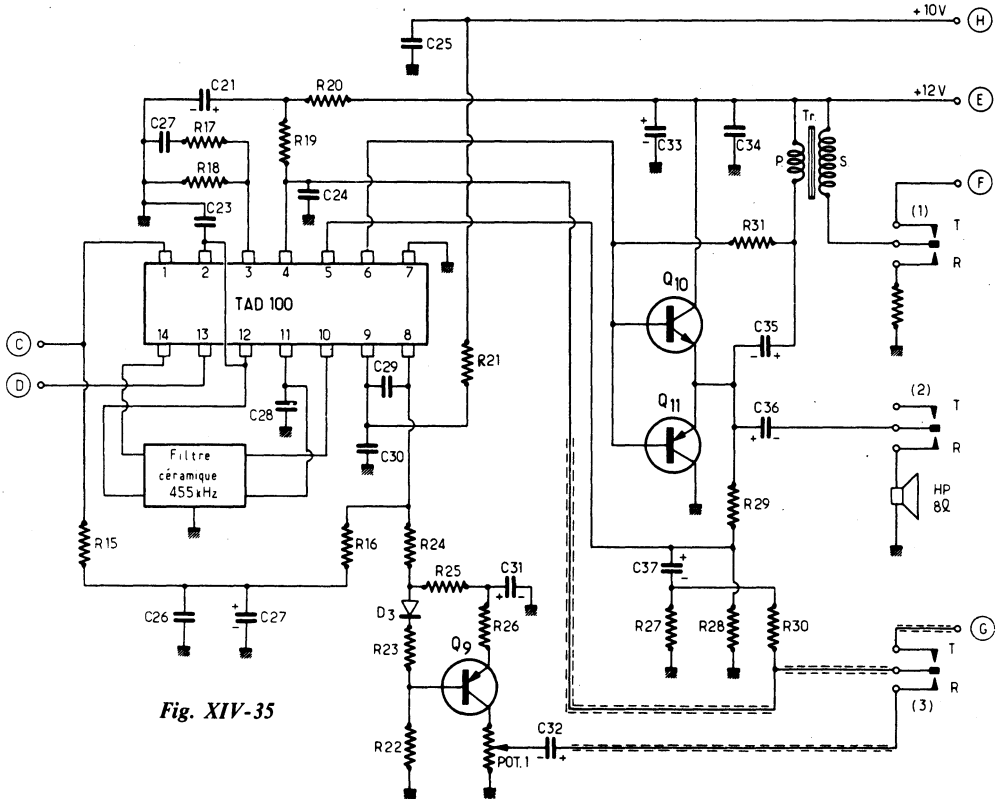 +10V
H
C25
C21
-
+
R20
+12V
E
C27
R17
R19
+
-
C33
C34
Tr.
P.
S.
R18
C24
F
C23
(1)
T
R31
R
1
2
3
4
5
6
7
TAD 100
Q10
14
13
12
11
10
9
8
C
D
C35
-
+
C29
R21
(2)
T
C28
Q11
C36
+
-
R
C30
Filtre
céramique
455kHz
HP
8Ω
R29
R15
R16
R24
C37
+
-
R25
C31
+
-
D3
C26
+
-
C27
R26
R27
R28
R30
G
R23
Q9
T
R
(3)
Fig. XIV-35
R22
C32
-
+
POT.1